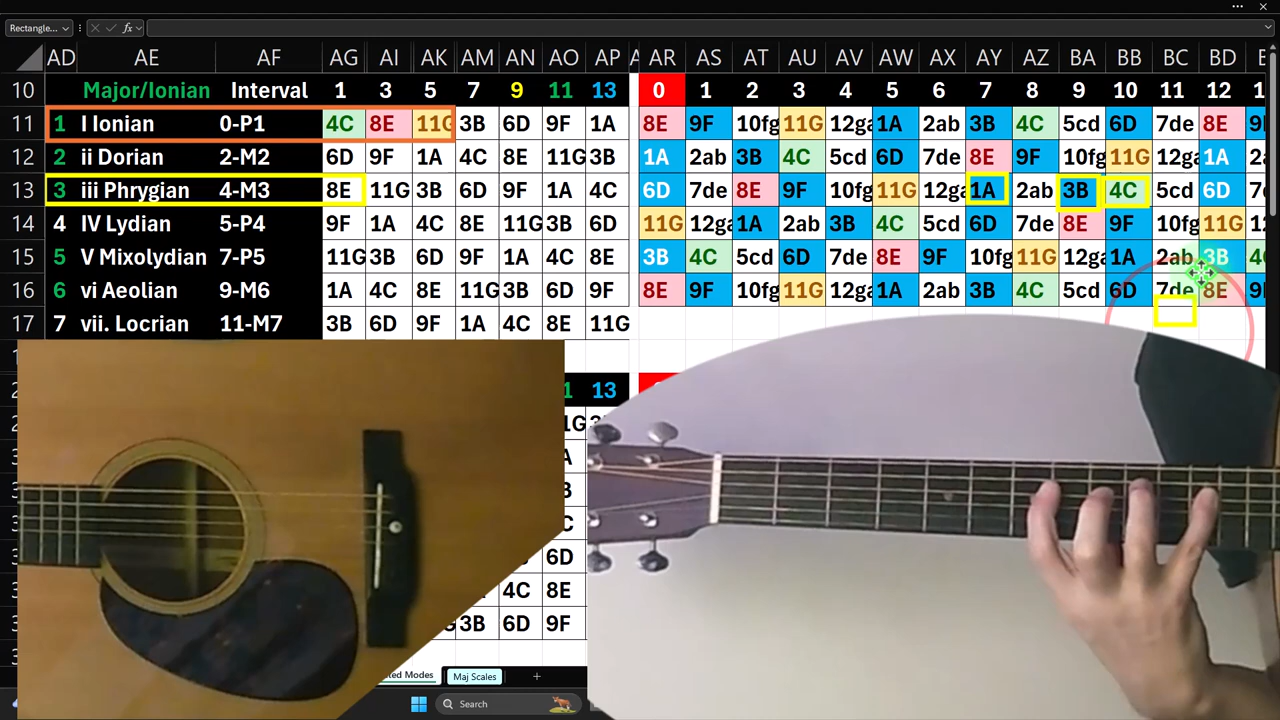 Rectangle...
fx
AD AE AF AG AI AK AM AN AO AP AR AS AT AU AV AW AX AY AZ BA BB BC BD
10 Major/Ionian Interval 1 3 5 7 9 11 13 0 1 2 3 4 5 6 7 8 9 10 11 12
11 1 I Ionian 0-P1 4C 8E 11G 3B 6D 9F 1A 8E 9F 10fg 11G 12ga 1A 2ab 3B 4C 5cd 6D 7de 8E
12 2 ii Dorian 2-M2 6D 9F 1A 4C 8E 11G 3B 1A 2ab 3B 4C 5cd 6D 7de 8E 9F 10fg 11G 12ga 1A
13 3 iii Phrygian 4-M3 8E 11G 3B 6D 9F 1A 4C 6D 7de 8E 9F 10fg 11G 12ga 1A 2ab 3B 4C 5cd 6D
14 4 IV Lydian 5-P4 9F 1A 4C 8E 11G 3B 6D 11G 12ga 1A 2ab 3B 4C 5cd 6D 7de 8E 9F 10fg 11G
15 5 V Mixolydian 7-P5 11G 3B 6D 9F 1A 4C 8E 3B 4C 5cd 6D 7de 8E 9F 10fg 11G 12ga 1A 2ab 3B
16 6 vi Aeolian 9-M6 1A 4C 8E 11G 3B 6D 9F 8E 9F 10fg 11G 12ga 1A 2ab 3B 4C 5cd 6D 7de 8E
17 7 vii. Locrian 11-M7 3B 6D 9F 1A 4C 8E 11G
13
6D
4C 8E
3B 6D 9F
Modes Maj Scales +
Search